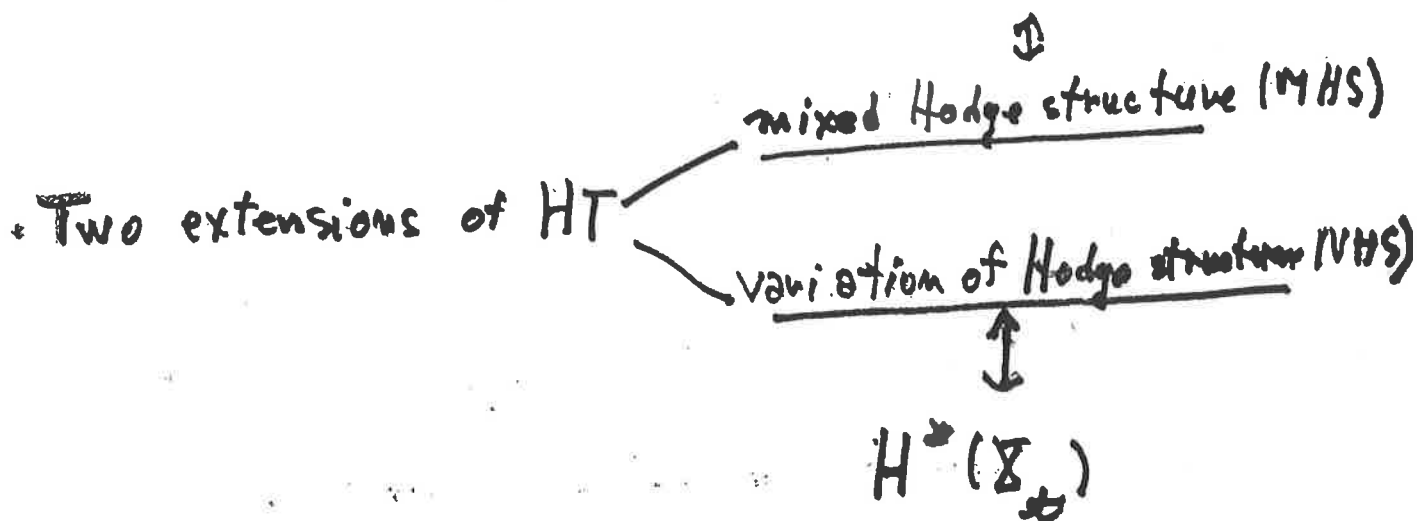 ⇕
mixed Hodge structure (MHS)
• Two extensions of HT
variation of Hodge structure (VHS)
↕
H*(X_t)